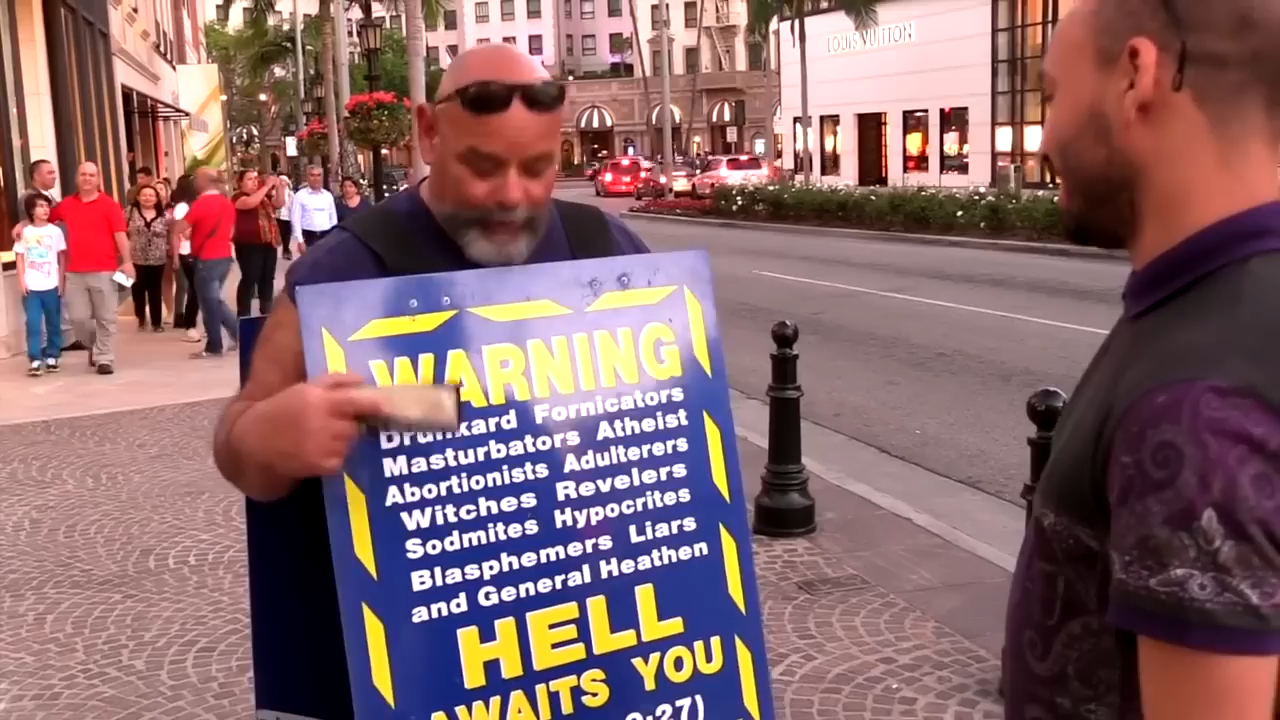 LOUIS VUITTON
WARNING
Drunkard Fornicators
Masturbators Atheist
Abortionists Adulterers
Witches Revelers
Sodmites Hypocrites
Blasphemers Liars
and General Heathen
HELL
AWAITS YOU
:27)